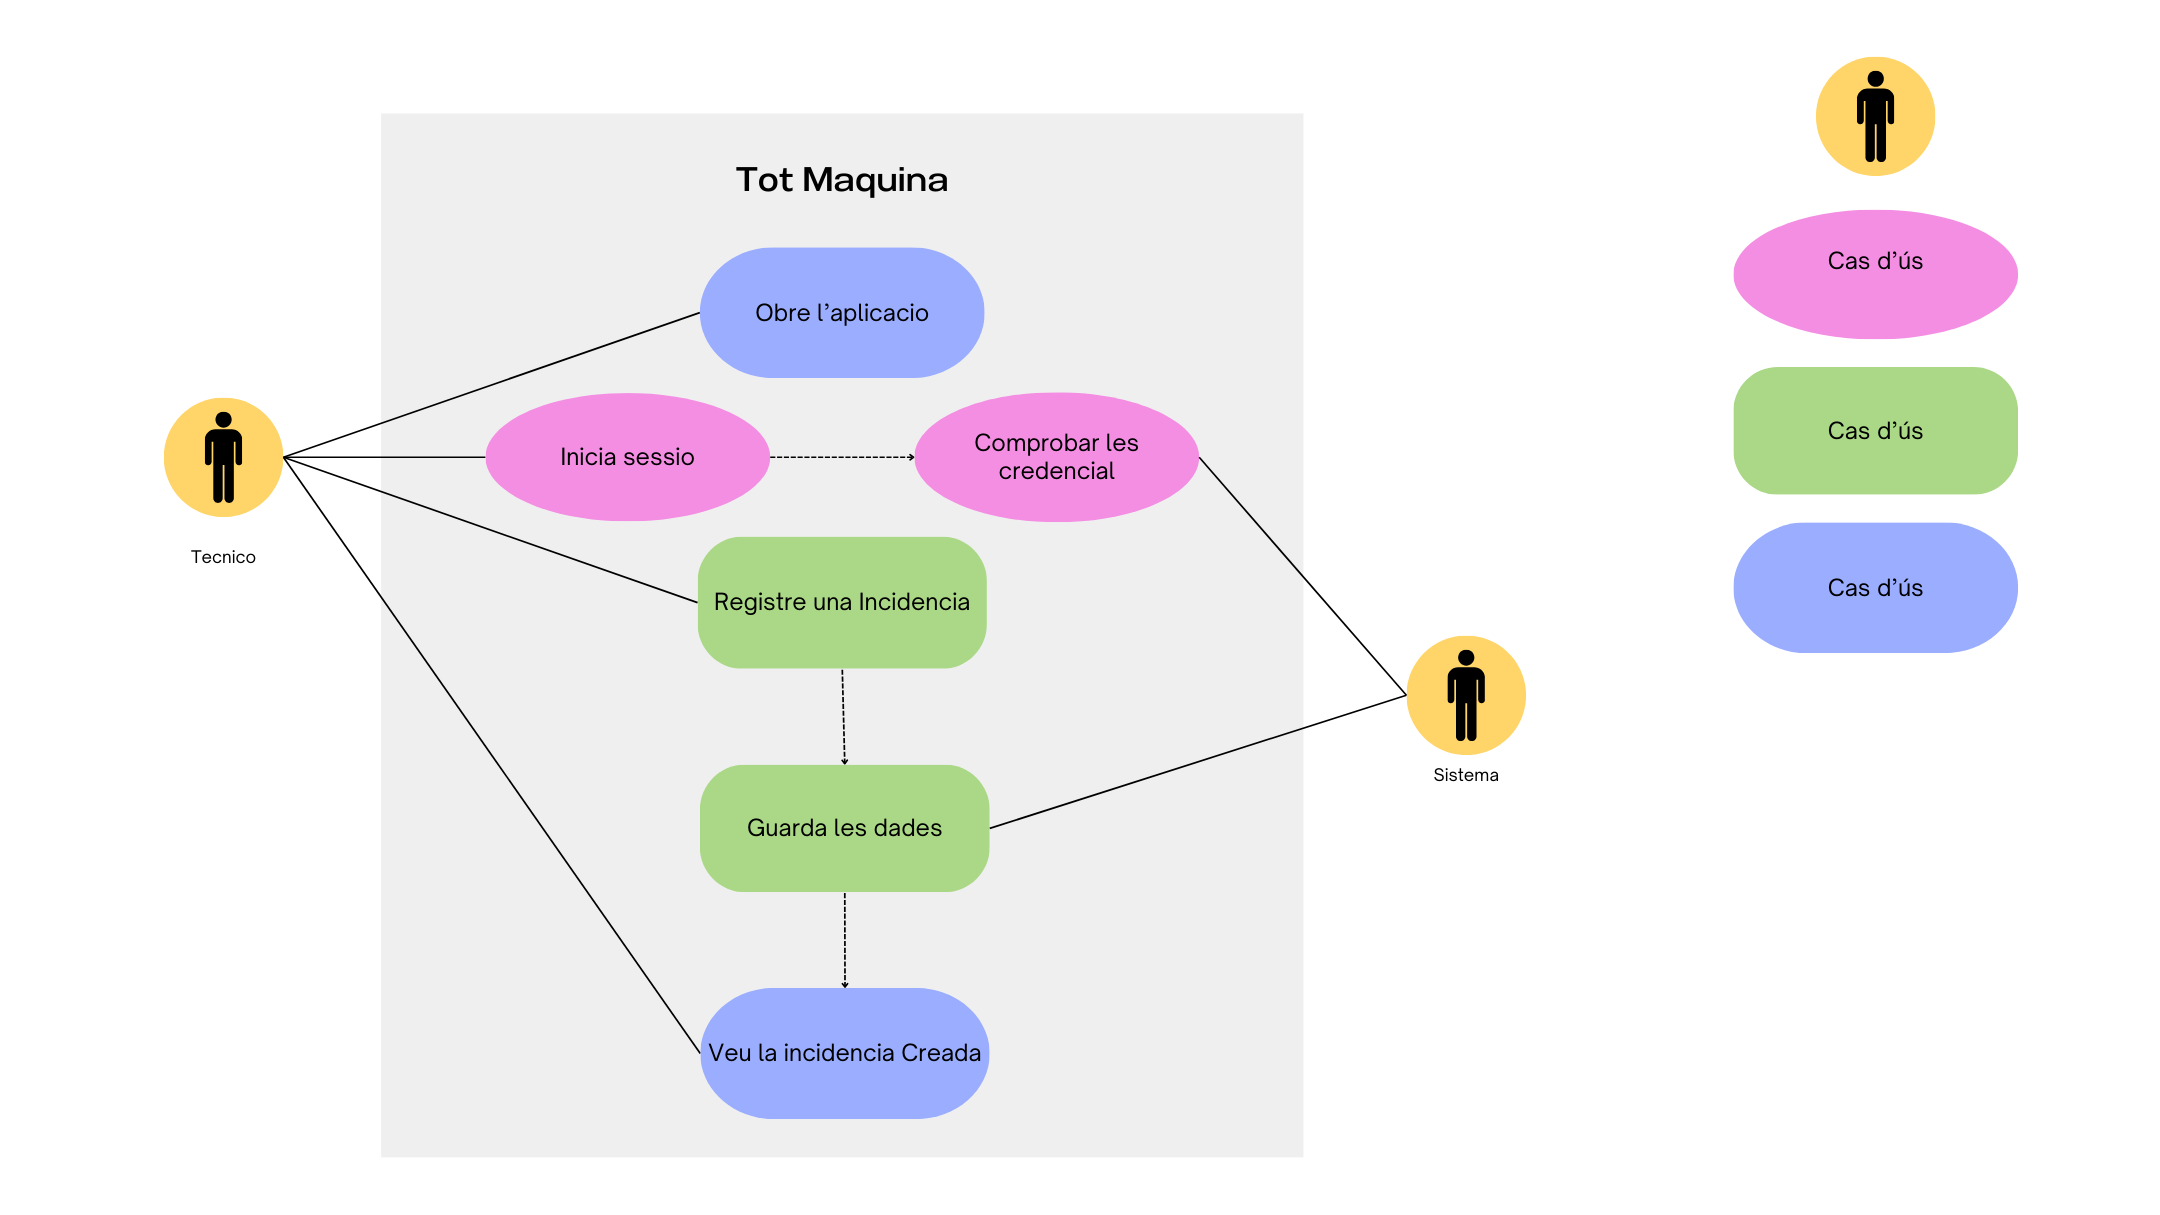 Tot Maquina
Obre l’aplicacio
Inicia sessio
Comprobar les
credencial
Tecnico
Registre una Incidencia
Sistema
Guarda les dades
Veu la incidencia Creada
Cas d’ús
Cas d’ús
Cas d’ús